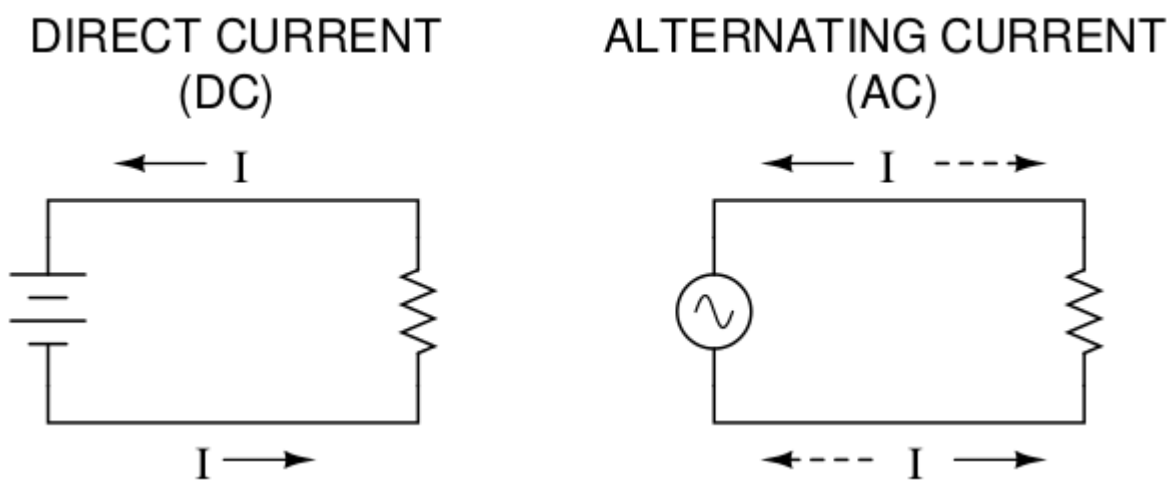 DIRECT CURRENT
(DC)
I
I
ALTERNATING CURRENT
(AC)
I
I